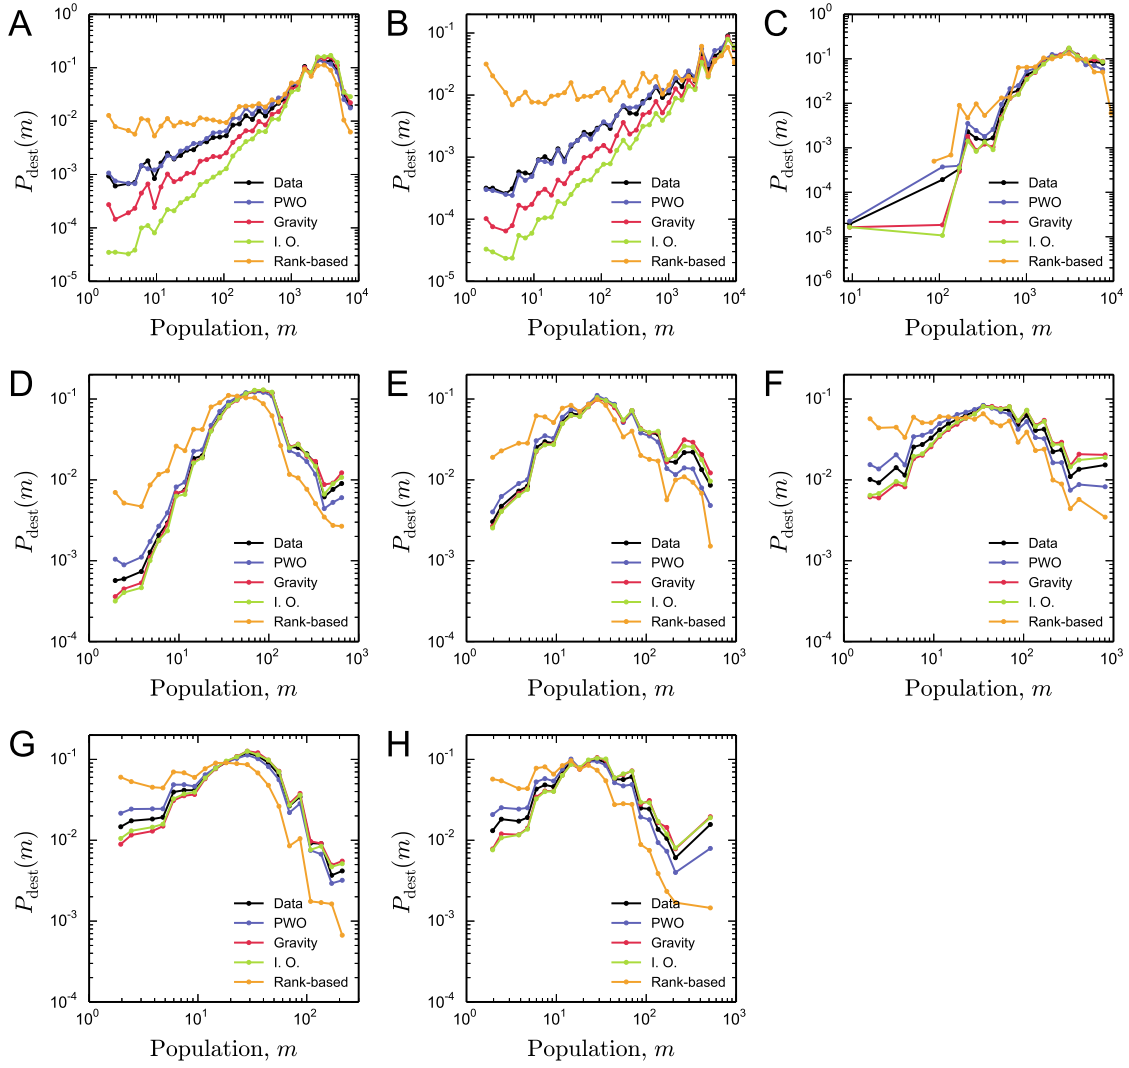 A
10^0
10^-1
10^-2
10^-3
10^-4
10^-5
P_dest(m)
Data
PWO
Gravity
I. O.
Rank-based
10^0 10^1 10^2 10^3 10^4
Population, m
B
10^-1
10^-2
10^-3
10^-4
10^-5
P_dest(m)
Data
PWO
Gravity
I. O.
Rank-based
10^0 10^1 10^2 10^3 10^4
Population, m
C
10^0
10^-1
10^-2
10^-3
10^-4
10^-5
10^-6
P_dest(m)
Data
PWO
Gravity
I. O.
Rank-based
10^1 10^2 10^3 10^4
Population, m
D
10^-1
10^-2
10^-3
10^-4
P_dest(m)
Data
PWO
Gravity
I. O.
Rank-based
10^0 10^1 10^2 10^3
Population, m
E
10^-1
10^-2
10^-3
10^-4
P_dest(m)
Data
PWO
Gravity
I. O.
Rank-based
10^0 10^1 10^2 10^3
Population, m
F
10^-1
10^-2
10^-3
10^-4
P_dest(m)
Data
PWO
Gravity
I. O.
Rank-based
10^0 10^1 10^2 10^3
Population, m
G
10^-1
10^-2
10^-3
10^-4
P_dest(m)
Data
PWO
Gravity
I. O.
Rank-based
10^0 10^1 10^2
Population, m
H
10^-1
10^-2
10^-3
10^-4
P_dest(m)
Data
PWO
Gravity
I. O.
Rank-based
10^0 10^1 10^2 10^3
Population, m